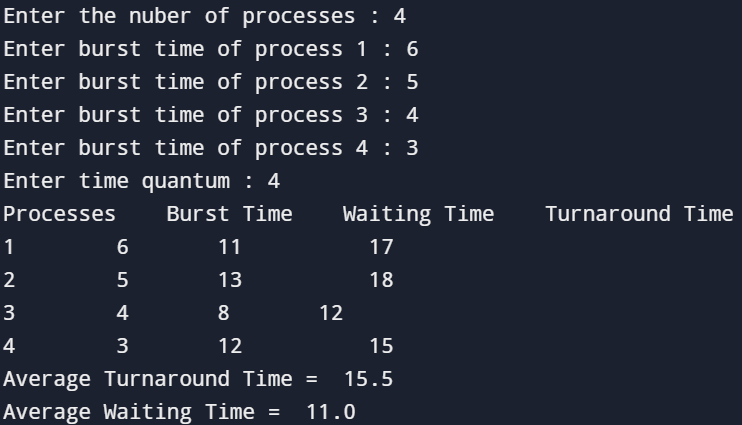 Enter the nuber of processes : 4
Enter burst time of process 1 : 6
Enter burst time of process 2 : 5
Enter burst time of process 3 : 4
Enter burst time of process 4 : 3
Enter time quantum : 4
Processes    Burst Time    Waiting Time    Turnaround Time
1        6       11          17
2        5       13          18
3        4       8       12
4        3       12          15
Average Turnaround Time =  15.5
Average Waiting Time =  11.0